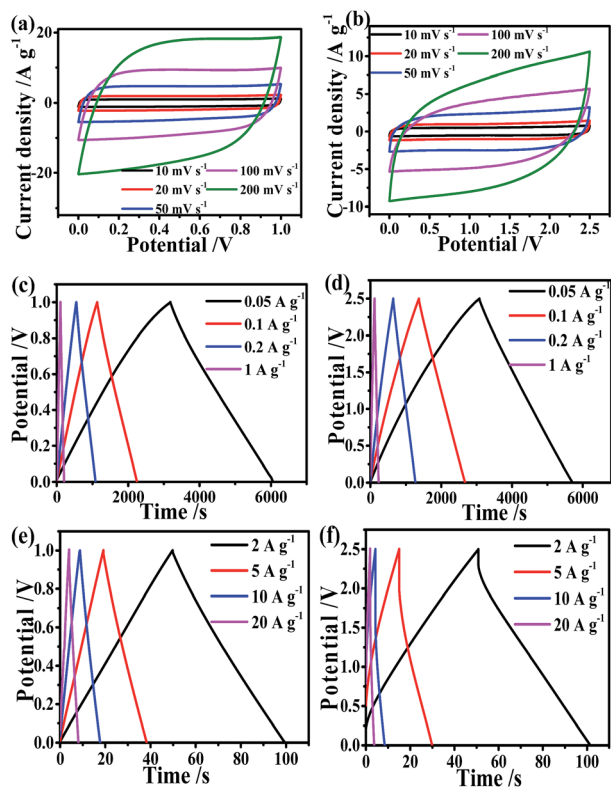 (a)
Current density /A g⁻¹
20
0
-20
10 mV s⁻¹
20 mV s⁻¹
50 mV s⁻¹
100 mV s⁻¹
200 mV s⁻¹
0.0 0.2 0.4 0.6 0.8 1.0
Potential /V
(b)
Current density /A g⁻¹
10
5
0
-5
-10
10 mV s⁻¹
20 mV s⁻¹
50 mV s⁻¹
100 mV s⁻¹
200 mV s⁻¹
0.0 0.5 1.0 1.5 2.0 2.5
Potential /V
(c)
Potential /V
1.0
0.8
0.6
0.4
0.2
0.0
0.05 A g⁻¹
0.1 A g⁻¹
0.2 A g⁻¹
1 A g⁻¹
0 2000 4000 6000
Time /s
(d)
Potential /V
2.5
2.0
1.5
1.0
0.5
0.0
0.05 A g⁻¹
0.1 A g⁻¹
0.2 A g⁻¹
1 A g⁻¹
0 2000 4000 6000
Time /s
(e)
Potential /V
1.0
0.8
0.6
0.4
0.2
0.0
2 A g⁻¹
5 A g⁻¹
10 A g⁻¹
20 A g⁻¹
0 20 40 60 80 100
Time /s
(f)
Potential /V
2.5
2.0
1.5
1.0
0.5
0.0
2 A g⁻¹
5 A g⁻¹
10 A g⁻¹
20 A g⁻¹
0 20 40 60 80 100
Time /s